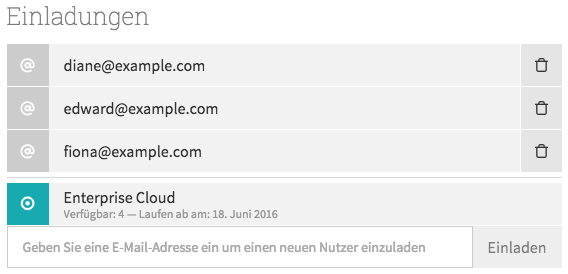 Einladungen
@ diane@example.com
@ edward@example.com
@ fiona@example.com
Enterprise Cloud
Verfügbar: 4 — Laufen ab am: 18. Juni 2016
Geben Sie eine E-Mail-Adresse ein um einen neuen Nutzer einzuladen Einladen